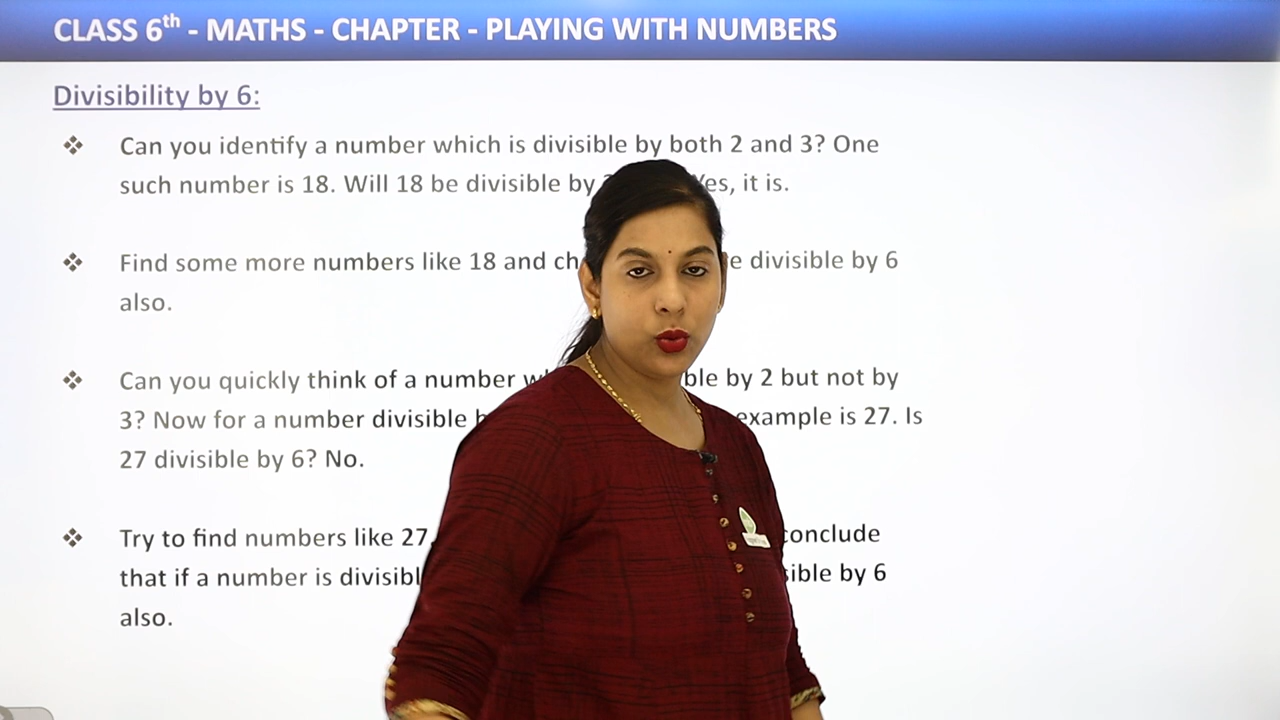 CLASS 6th - MATHS - CHAPTER - PLAYING WITH NUMBERS
Divisibility by 6:
❖ Can you identify a number which is divisible by both 2 and 3? One
such number is 18. Will 18 be divisible by Yes, it is.
❖ Find some more numbers like 18 and divisible by 6
also.
❖ Can you quickly think of a number by 2 but not by
3? Now for a number divisible example is 27. Is
27 divisible by 6? No.
❖ Try to find numbers like 27. conclude
that if a number is by 6
also.